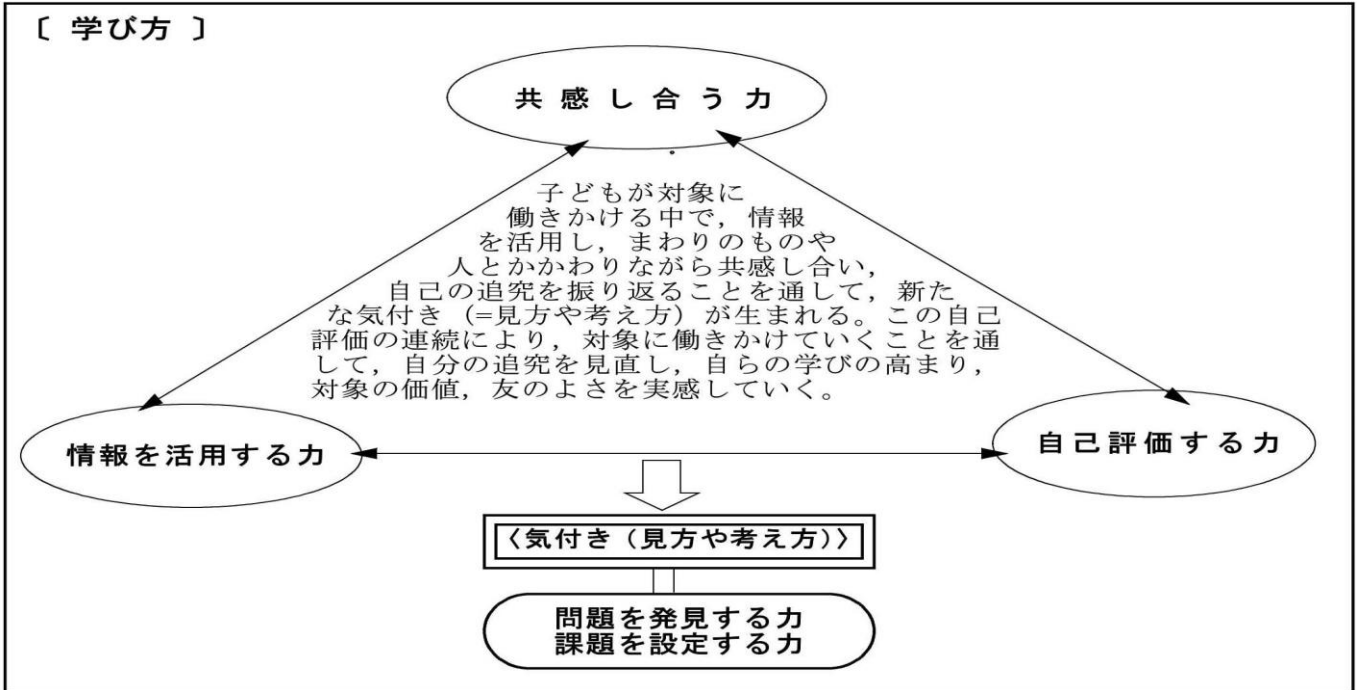 〔 学び方 〕
共 感 し 合 う 力
子どもが対象に
働きかける中で，情報
を活用し，まわりのものや
人とかかわりながら共感し合い，
自己の追究を振り返ることを通して，新た
な気付き（=見方や考え方）が生まれる。この自己
評価の連続により，対象に働きかけていくことを通
して，自分の追究を見直し，自らの学びの高まり，
対象の価値，友のよさを実感していく。
情報を活用する力
自己評価する力
〈気付き（見方や考え方）〉
問題を発見する力
課題を設定する力